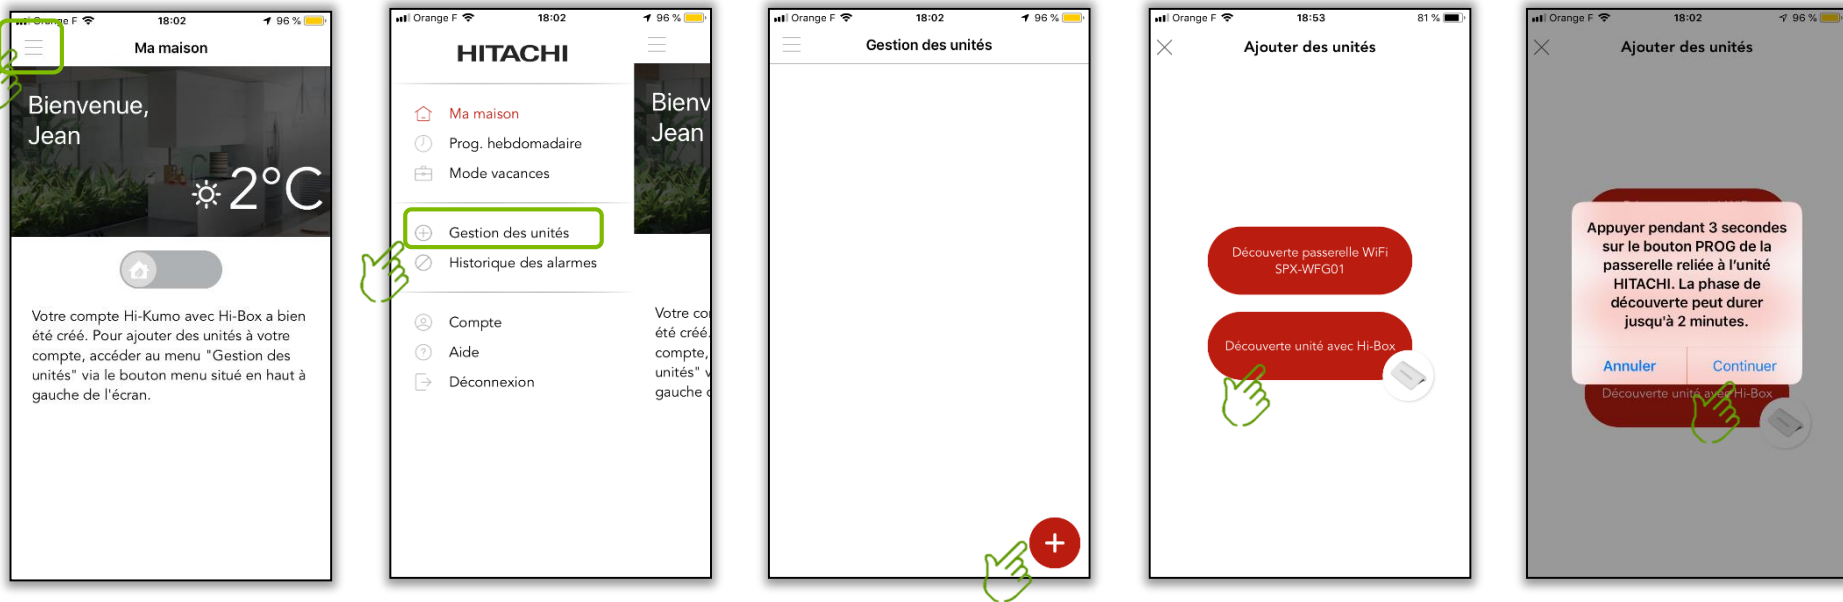 Orange F 18:02 96 %
Ma maison
Bienvenue,
Jean
2°C
Votre compte Hi-Kumo avec Hi-Box a bien
été créé. Pour ajouter des unités à votre
compte, accéder au menu "Gestion des
unités" via le bouton menu situé en haut à
gauche de l'écran.
Orange F 18:02 96 %
HITACHI
Ma maison
Prog. hebdomadaire
Mode vacances
Gestion des unités
Historique des alarmes
Compte
Aide
Déconnexion
Bienv
Jean
Votre co
été créé.
compte,
unités" v
gauche d
Orange F 18:02 96 %
Gestion des unités
+
Orange F 18:53 81 %
Ajouter des unités
Découverte passerelle WiFi
SPX-WFG01
Découverte unité avec Hi-Box
Orange F 18:02 96 %
Ajouter des unités
Appuyer pendant 3 secondes
sur le bouton PROG de la
passerelle reliée à l'unité
HITACHI. La phase de
découverte peut durer
jusqu'à 2 minutes.
Annuler Continuer
Découverte unité avec Hi-Box